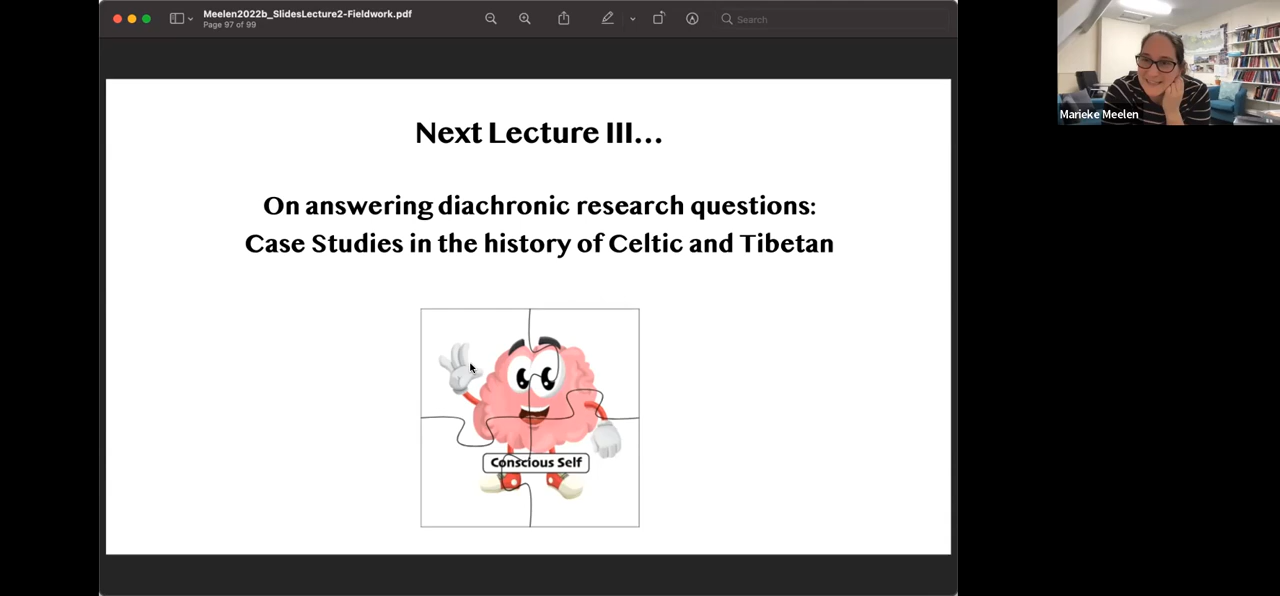 Meelen2022b_SlidesLecture2-Fieldwork.pdf
Page 97 of 99
Search
Next Lecture III...
On answering diachronic research questions:
Case Studies in the history of Celtic and Tibetan
Conscious Self
Marieke Meelen